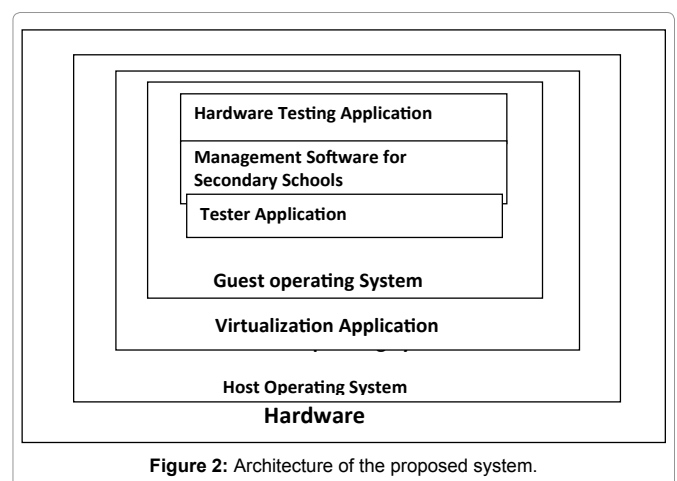 Hardware Testing Application
Management Software for
Secondary Schools
Tester Application
Guest operating System
Virtualization Application
Host Operating System
Hardware
Figure 2: Architecture of the proposed system.